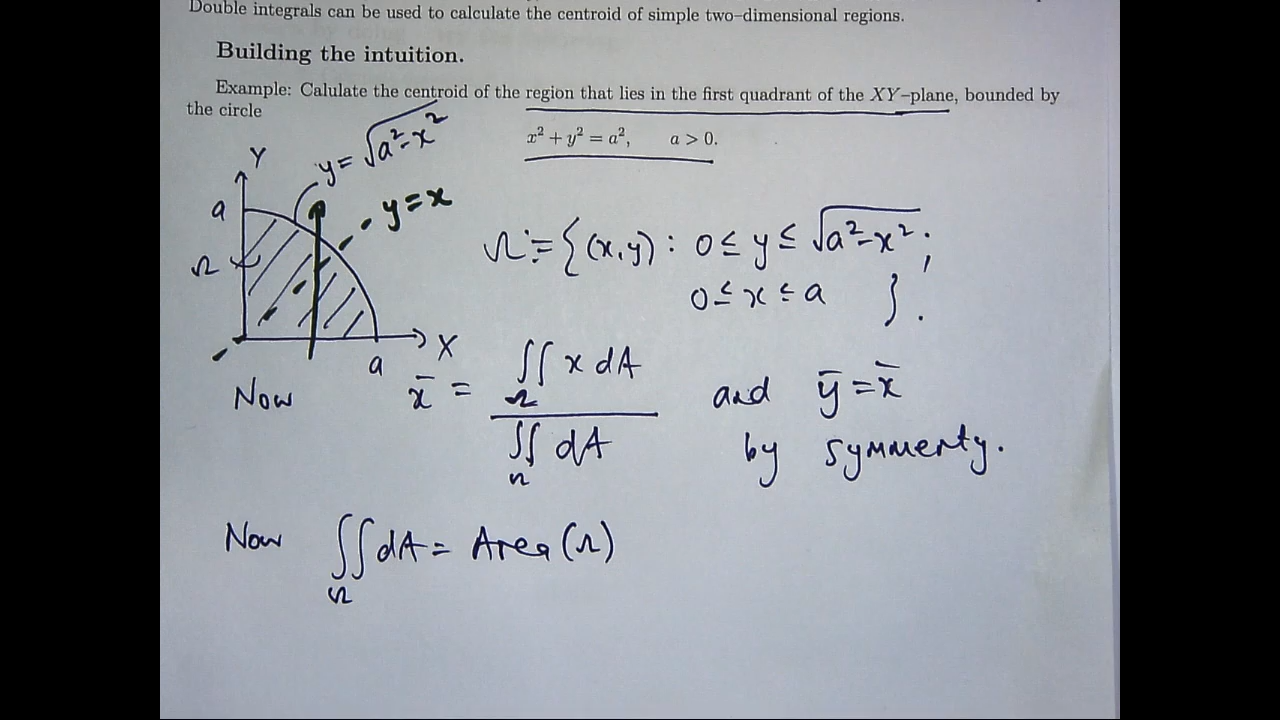 Double integrals can be used to calculate the centroid of simple two–dimensional regions.
Building the intuition.
Example: Calulate the centroid of the region that lies in the first quadrant of the XY–plane, bounded by
the circle
x² + y² = a², a > 0.
Y
y = √(a²-x²)
a
y = x
Ω
Ω := {(x,y) : 0 ≤ y ≤ √(a²-x²);
0 ≤ x ≤ a }.
X
a
Now x̄ = ∬_Ω x dA / ∬_Ω dA and ȳ = x̄
by symmenty.
Now ∬_Ω dA = Area(Ω)